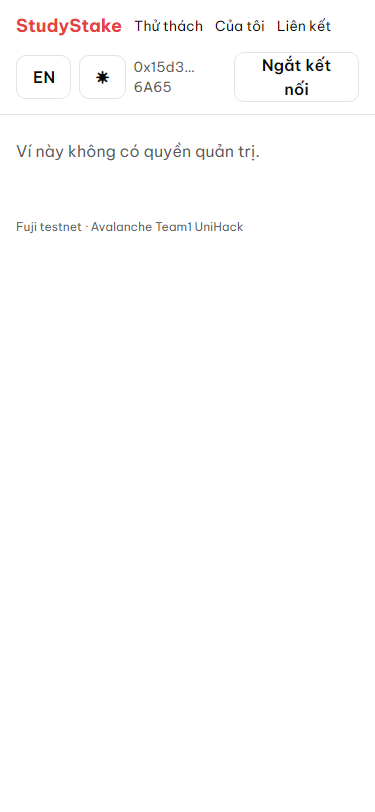 StudyStake Thử thách Của tôi Liên kết
EN ☀ 0x15d3...
6A65
Ngắt kết
nối
Ví này không có quyền quản trị.
Fuji testnet · Avalanche Team1 UniHack